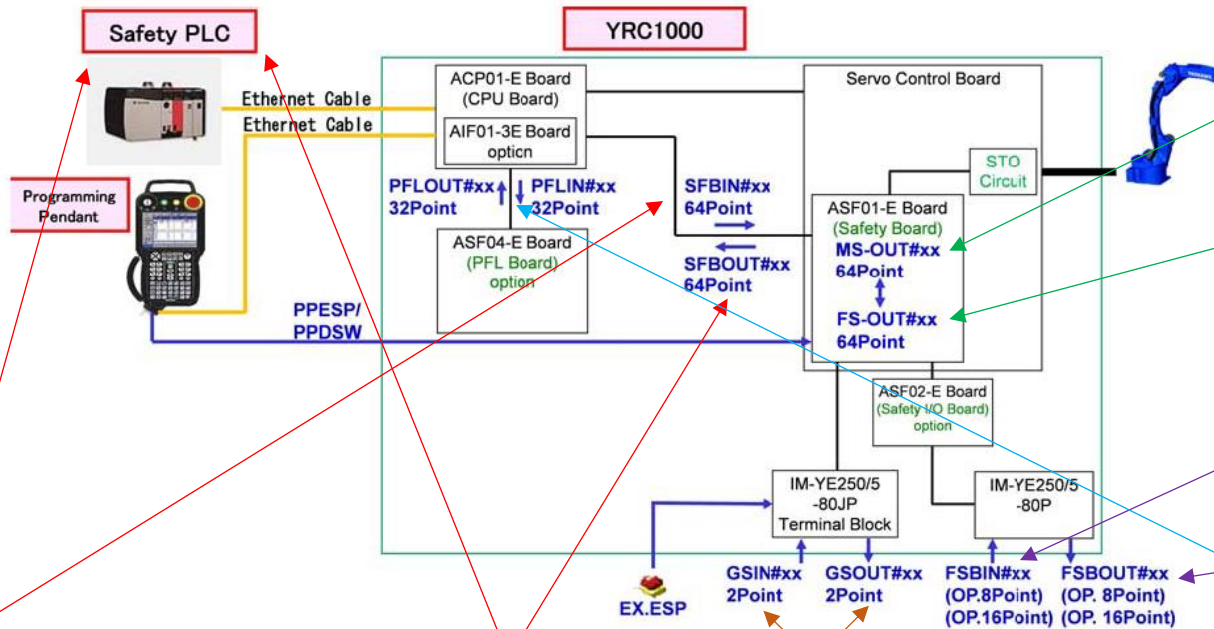 Safety PLC
YRC1000
Ethernet Cable
Ethernet Cable
Programming
Pendant
ACP01-E Board
(CPU Board)
AIF01-3E Board
option
PFLOUT#xx
32Point
PFLIN#xx
32Point
ASF04-E Board
(PFL Board)
option
SFBIN#xx
64Point
SFBOUT#xx
64Point
PPESP/
PPDSW
Servo Control Board
STO
Circuit
ASF01-E Board
(Safety Board)
MS-OUT#xx
64Point
FS-OUT#xx
64Point
ASF02-E Board
(Safety I/O Board)
option
IM-YE250/5
-80JP
Terminal Block
IM-YE250/5
-80P
EX.ESP
GSIN#xx
2Point
GSOUT#xx
2Point
FSBIN#xx
(OP.8Point)
(OP.16Point)
FSBOUT#xx
(OP. 8Point)
(OP. 16Point)